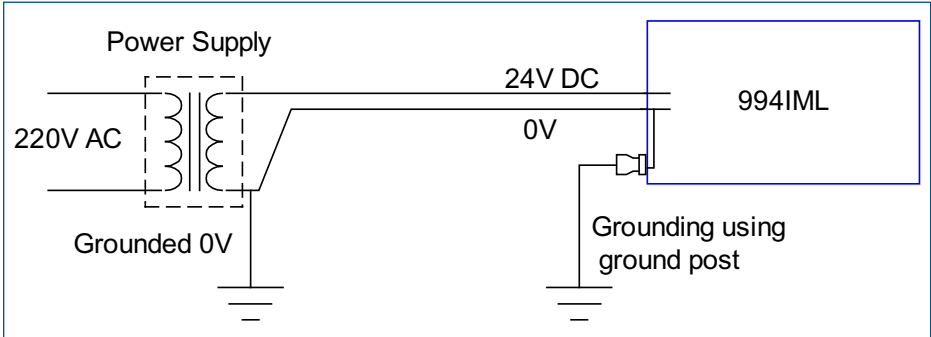 Power Supply
24V DC
994IML
220V AC
0V
Grounded 0V
Grounding using
ground post